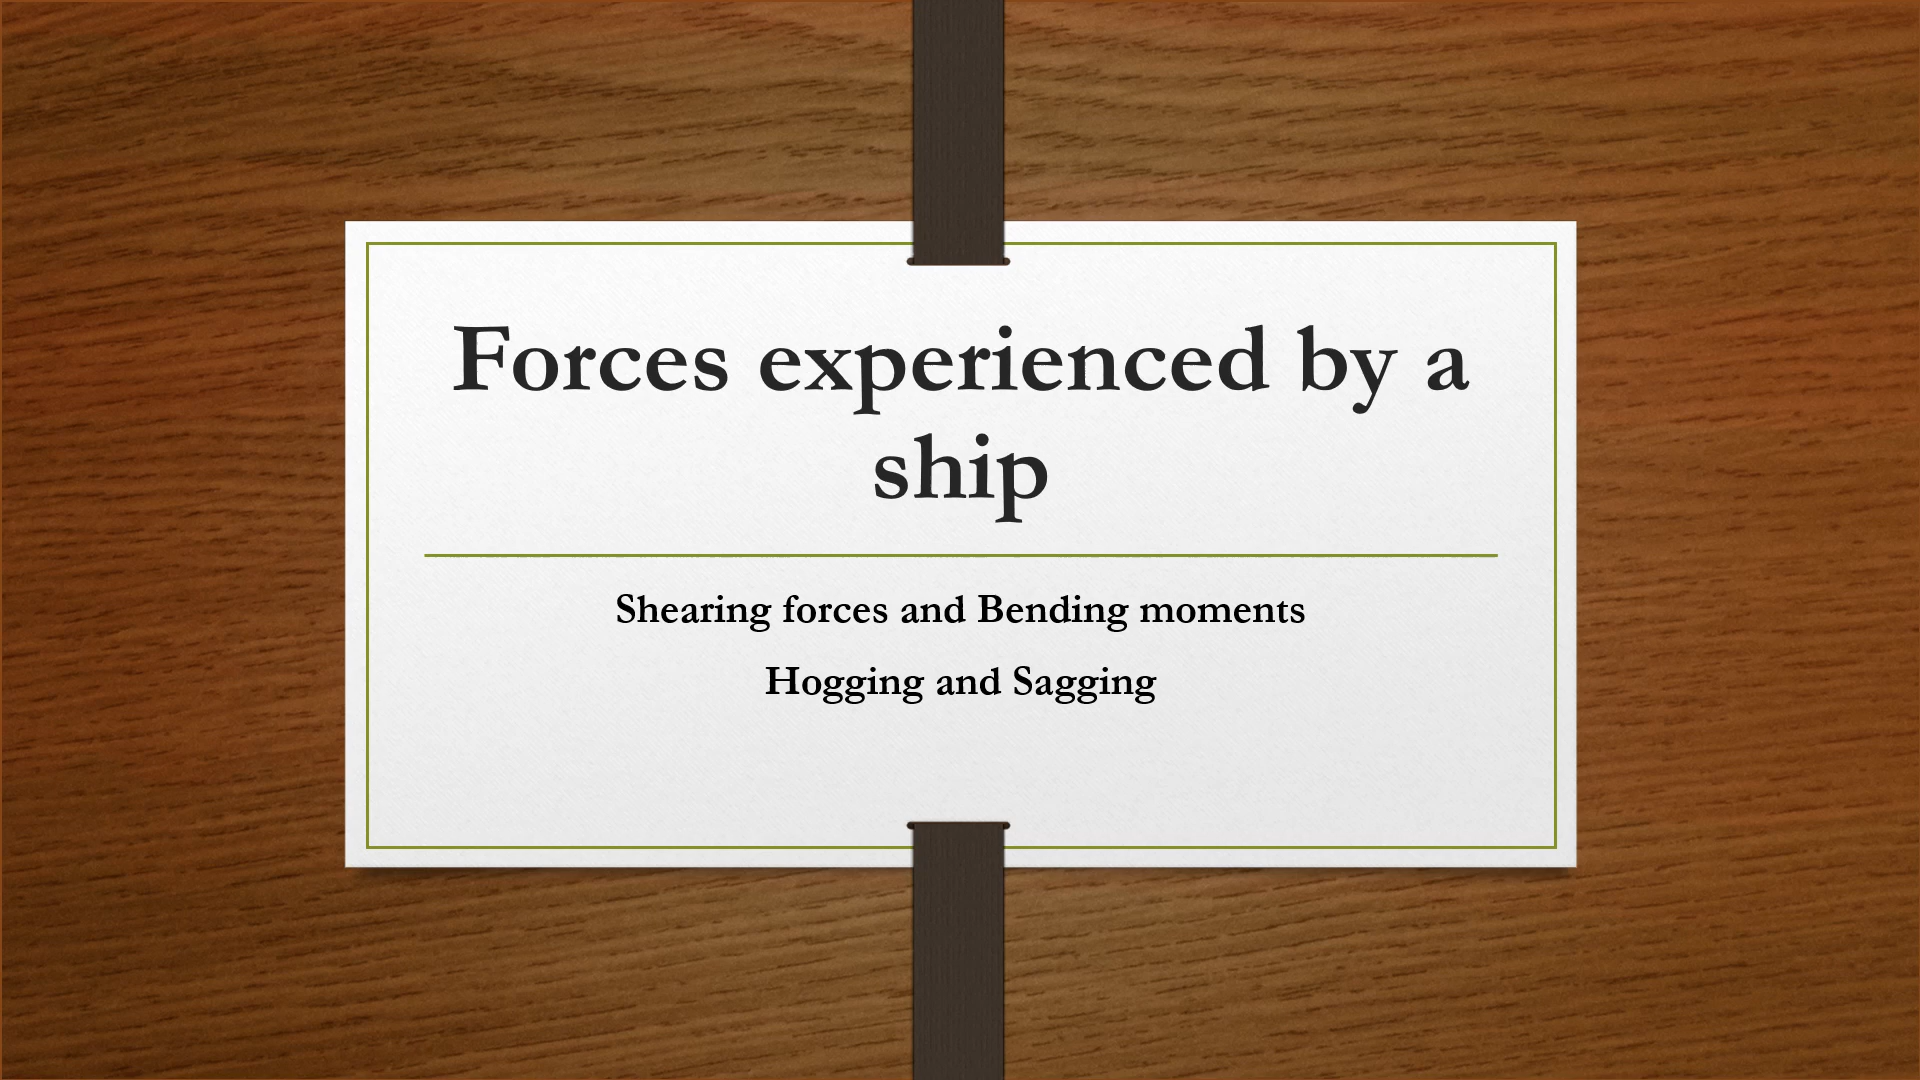 Forces experienced by a
ship
Shearing forces and Bending moments
Hogging and Sagging